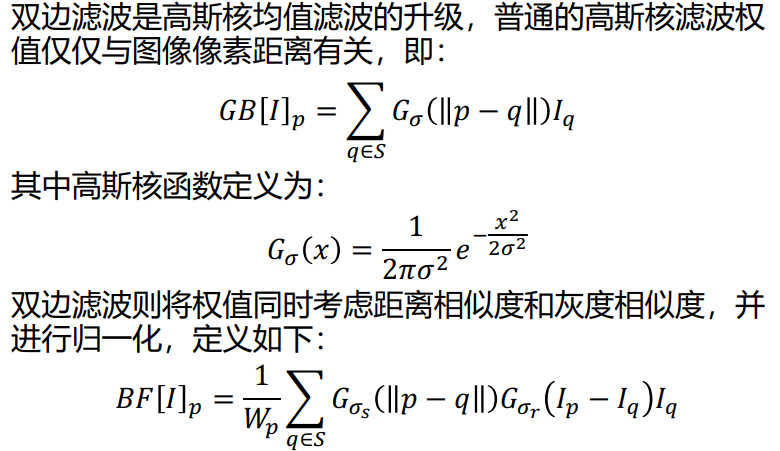 双边滤波是高斯核均值滤波的升级，普通的高斯核滤波权
值仅仅与图像像素距离有关，即：
$GB[I]_p = \sum_{q \in S} G_\sigma(\|p - q\|) I_q$
其中高斯核函数定义为：
$G_\sigma(x) = \frac{1}{2\pi\sigma^2} e^{-\frac{x^2}{2\sigma^2}}$
双边滤波则将权值同时考虑距离相似度和灰度相似度，并
进行归一化，定义如下：
$BF[I]_p = \frac{1}{W_p} \sum_{q \in S} G_{\sigma_s}(\|p - q\|) G_{\sigma_r}(I_p - I_q) I_q$